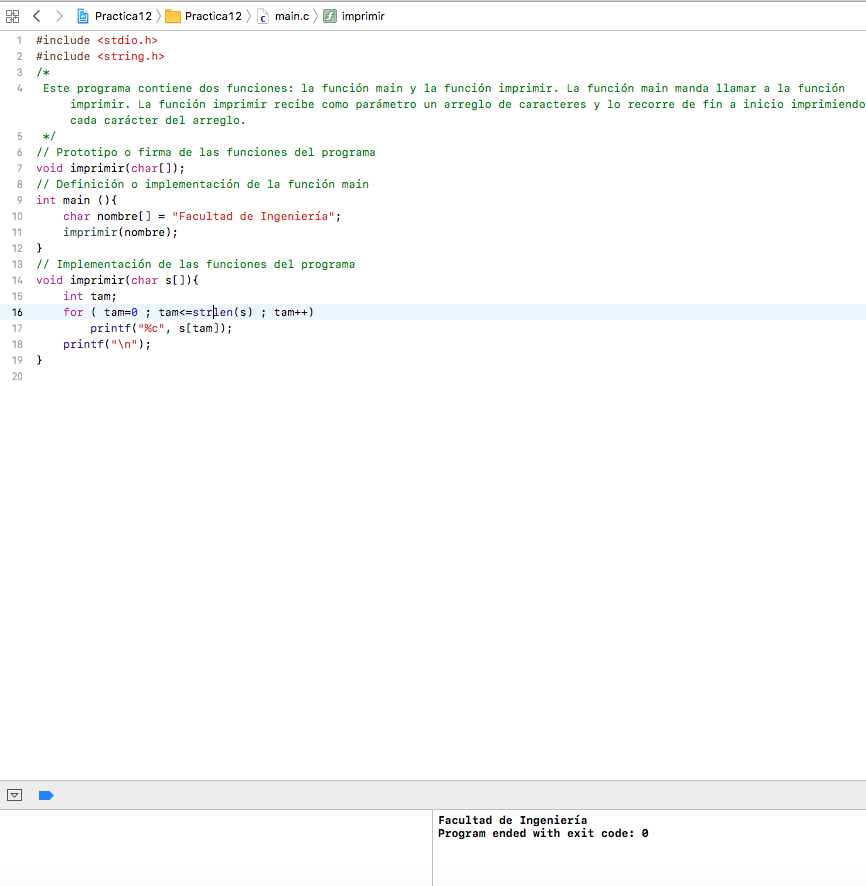 Practica12 〉 Practica12 〉 main.c 〉 imprimir
1 #include <stdio.h>
2 #include <string.h>
3 /*
4 Este programa contiene dos funciones: la función main y la función imprimir. La función main manda llamar a la función
imprimir. La función imprimir recibe como parámetro un arreglo de caracteres y lo recorre de fin a inicio imprimiendo
cada carácter del arreglo.
5 */
6 // Prototipo o firma de las funciones del programa
7 void imprimir(char[]);
8 // Definición o implementación de la función main
9 int main (){
10 char nombre[] = "Facultad de Ingeniería";
11 imprimir(nombre);
12 }
13 // Implementación de las funciones del programa
14 void imprimir(char s[]){
15 int tam;
16 for ( tam=0 ; tam<=strlen(s) ; tam++)
17 printf("%c", s[tam]);
18 printf("\n");
19 }
20
Facultad de Ingeniería
Program ended with exit code: 0